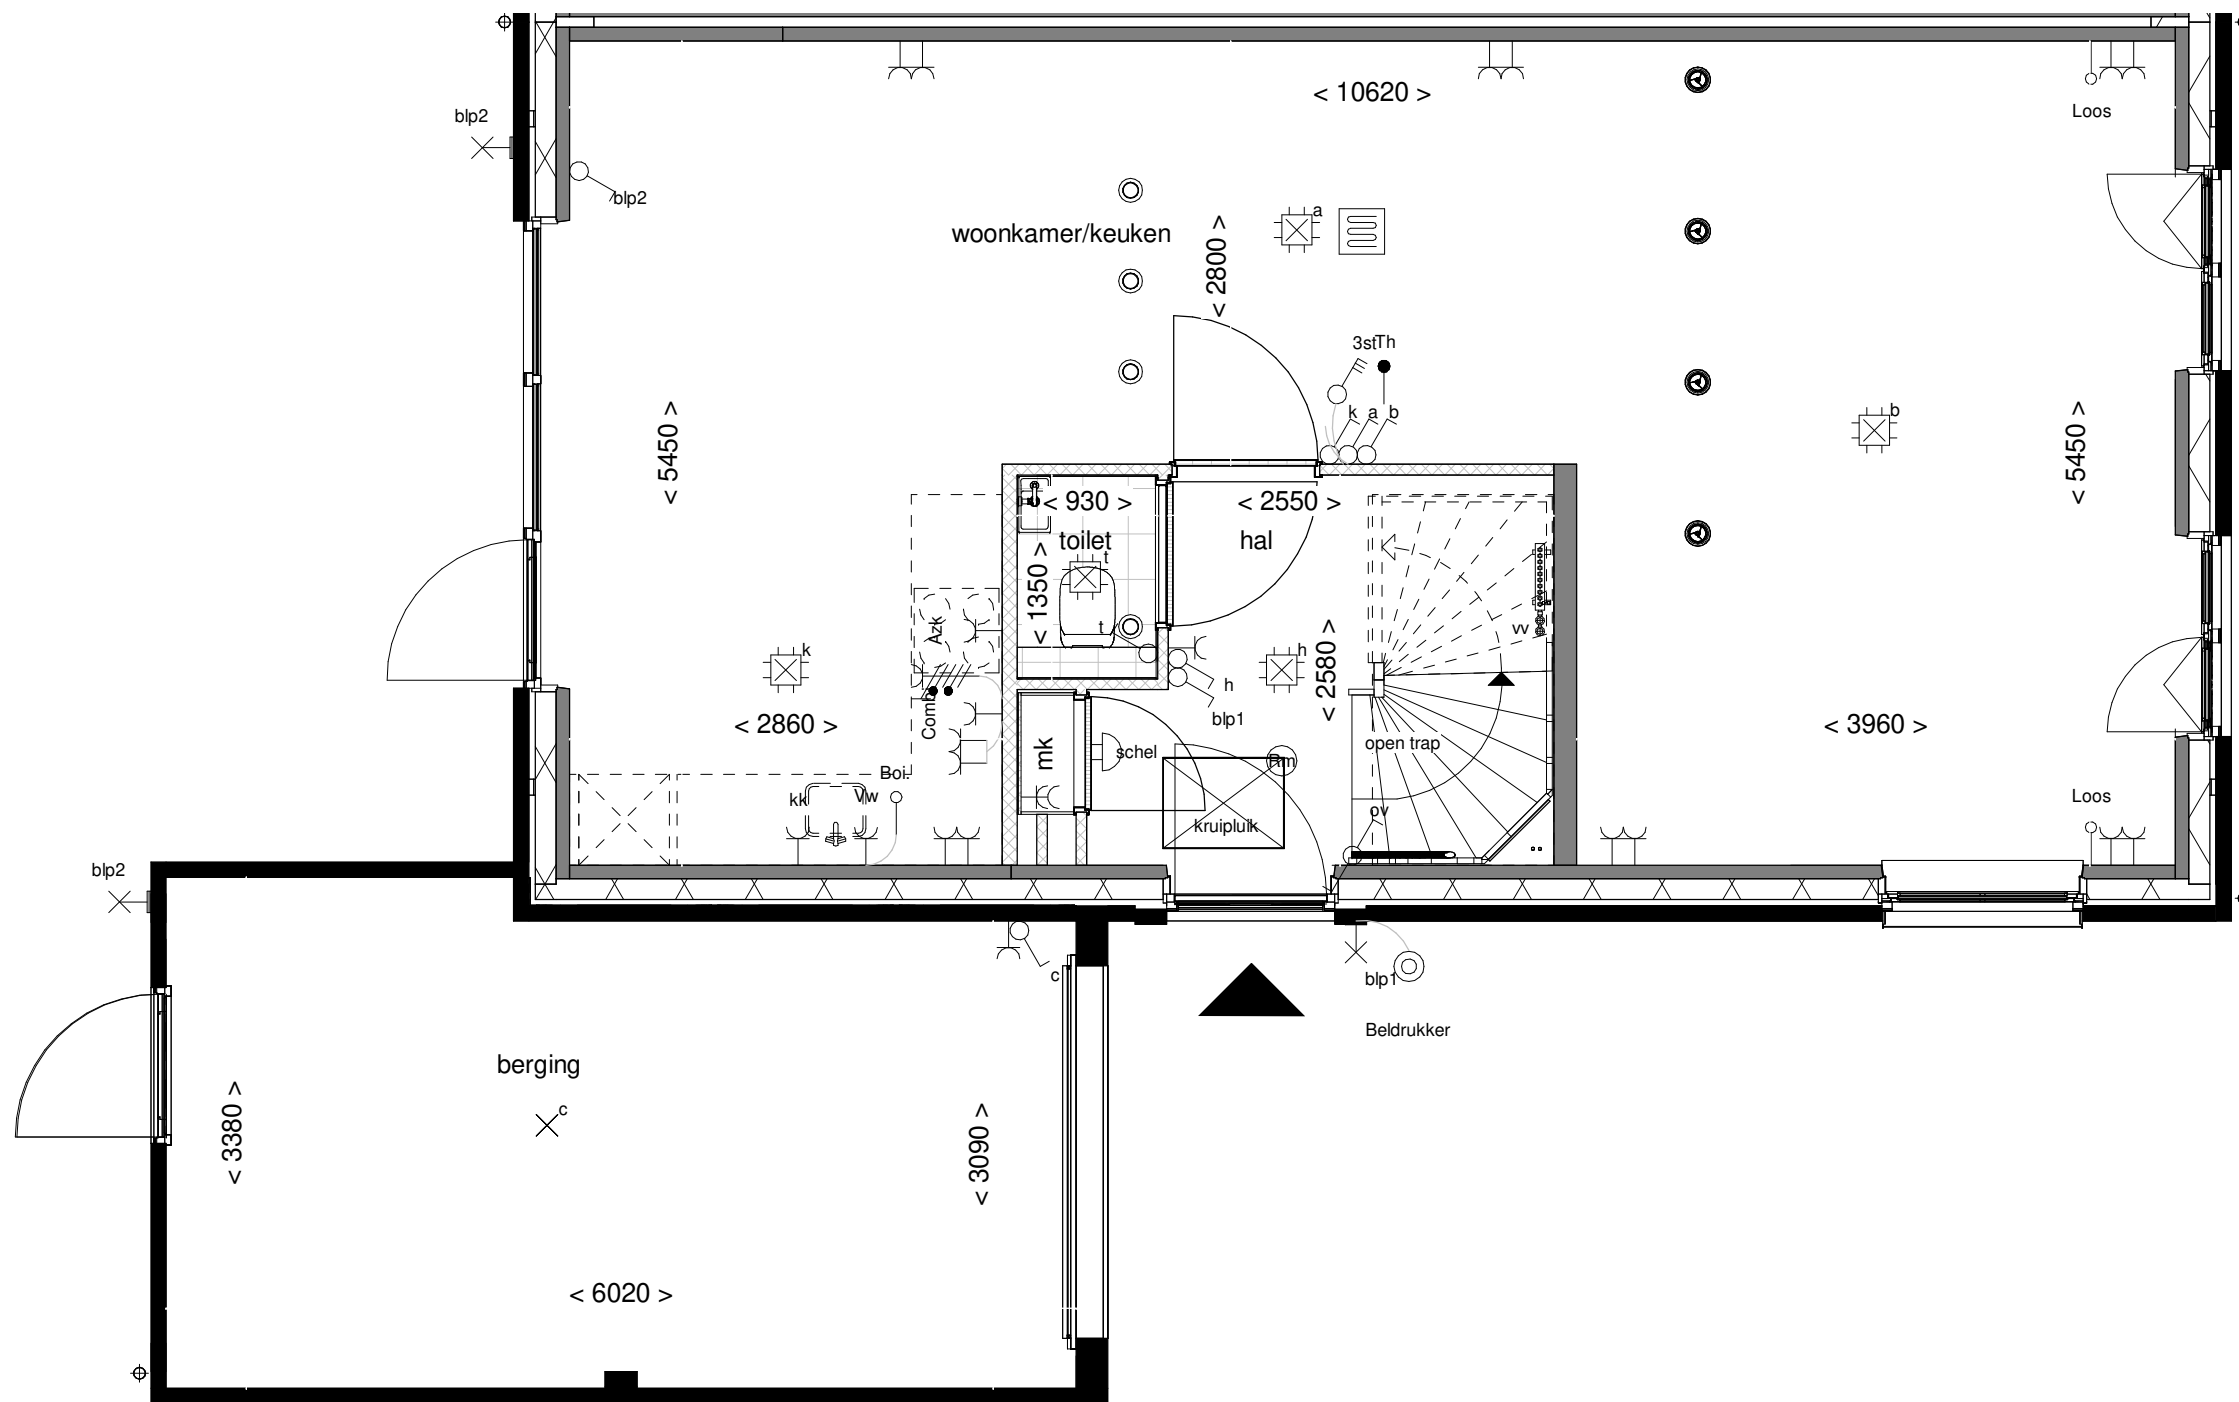 < 10620 >
Loos
blp2
blp2
a
woonkamer/keuken
< 2800 >
3st
Th
k
a
b
b
< 5450 >
< 5450 >
< 930 >
< 2550 >
toilet
hal
t
< 1350 >
Azk
t
vv
k
h
< 2580 >
h
blp1
< 2860 >
Comb.
< 3960 >
mk
schel
open trap
Rm
Boi.
kk
Vw
ov
kruipluik
Loos
blp2
c
blp1
Beldrukker
berging
c
< 3380 >
< 3090 >
< 6020 >